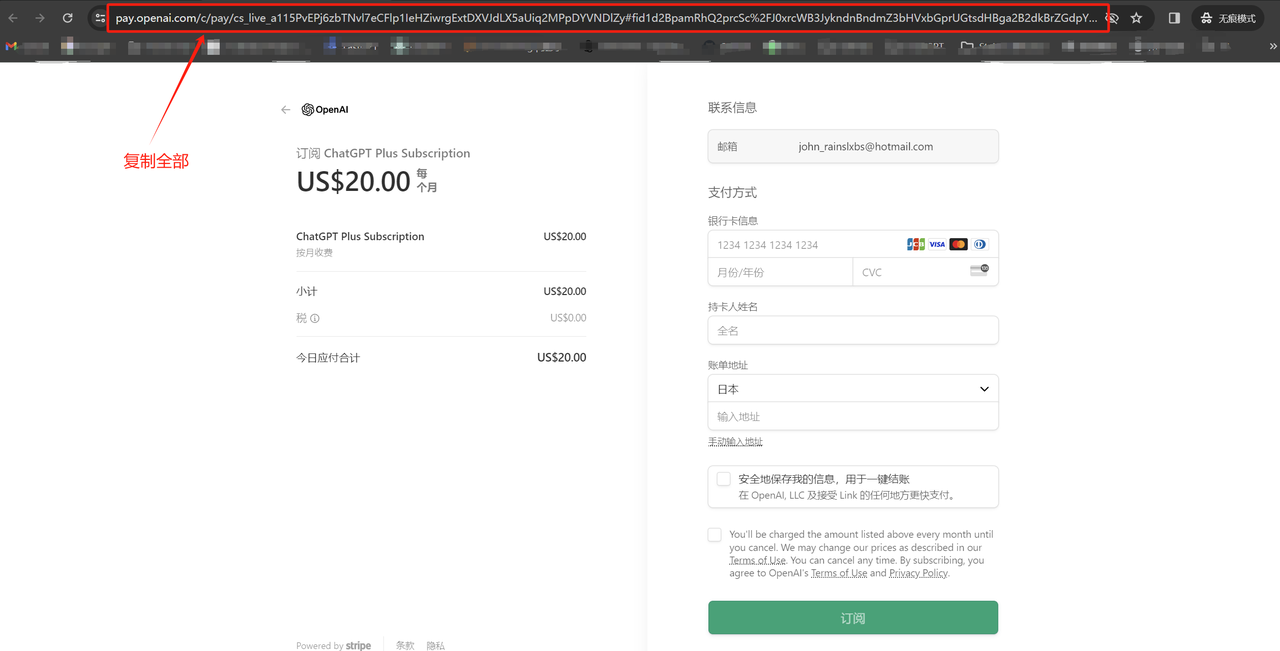 pay.openai.com/c/pay/cs_live_a115PvEPj6zbTNvl7eCFlp1IeHZiwrgExtDXVJdLX5aUiq2MPpDYVNDlZy#fid1d2BpamRhQ2prcSc%2FJ0xrcWB3JykndnBndmZ3bHVxbGprUGtsdHBga2B2dkBrZGdpY...
无痕模式
复制全部
OpenAI
订阅 ChatGPT Plus Subscription
US$20.00 每个月
ChatGPT Plus Subscription US$20.00
按月收费
小计 US$20.00
税 US$0.00
今日应付合计 US$20.00
Powered by stripe 条款 隐私
联系信息
邮箱 john_rainslxbs@hotmail.com
支付方式
银行卡信息
1234 1234 1234 1234 JCB VISA
月份/年份 CVC
持卡人姓名
全名
账单地址
日本
输入地址
手动输入地址
安全地保存我的信息，用于一键结账
在 OpenAI, LLC 及接受 Link 的任何地方更快支付。
You'll be charged the amount listed above every month until
you cancel. We may change our prices as described in our
Terms of Use. You can cancel any time. By subscribing, you
agree to OpenAI's Terms of Use and Privacy Policy.
订阅